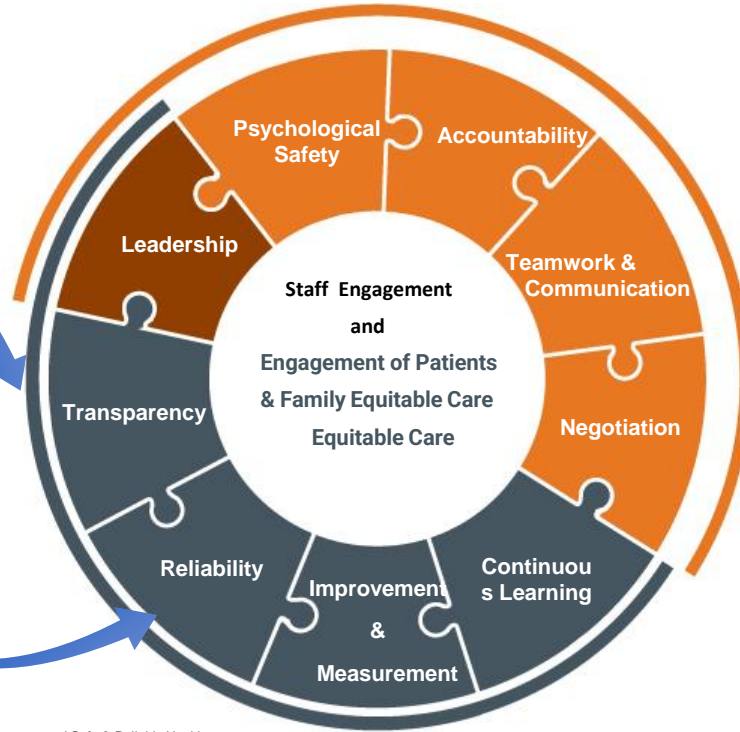 Psychological
Safety
Accountability
Leadership
Teamwork &
Communication
Staff Engagement
and
Engagement of Patients
& Family Equitable Care
Equitable Care
Transparency
Negotiation
Reliability
Improvement
&
Measurement
Continuou
s Learning